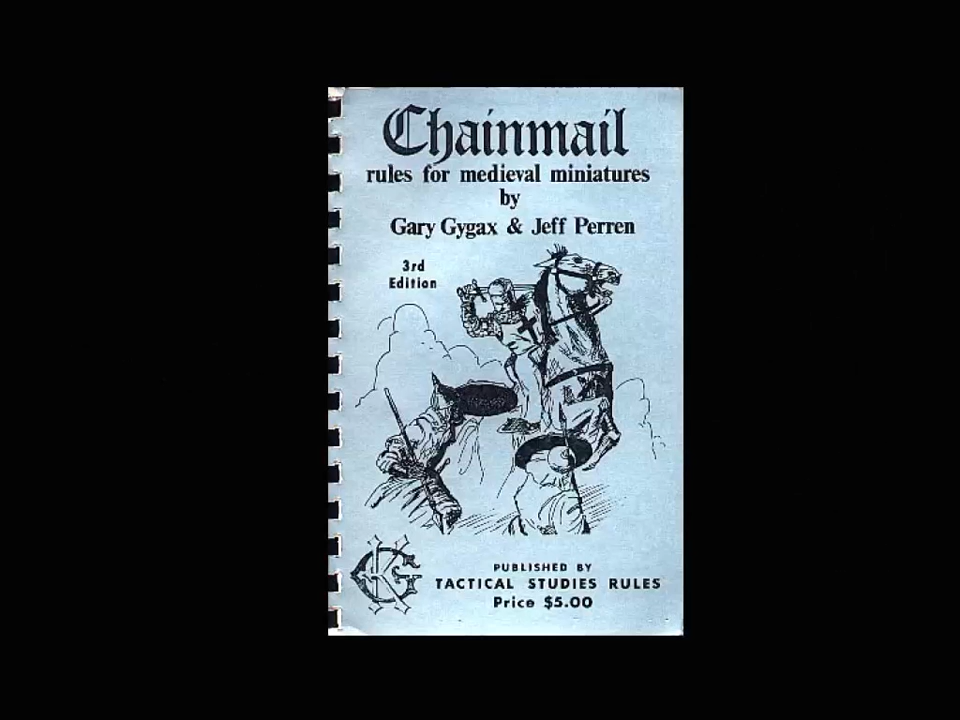 Chainmail
rules for medieval miniatures
by
Gary Gygax & Jeff Perren
3rd
Edition
PUBLISHED BY
TACTICAL STUDIES RULES
Price $5.00